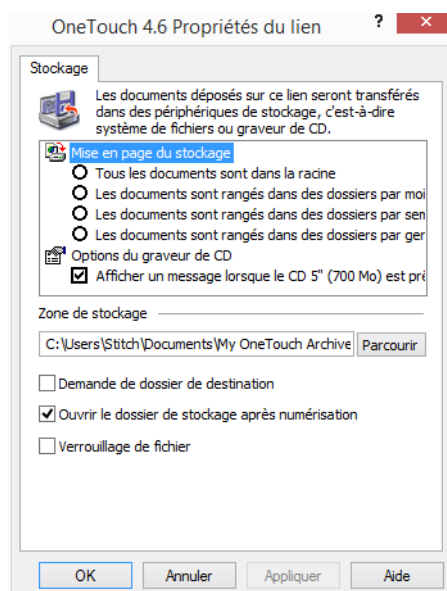 OneTouch 4.6 Propriétés du lien
?
Stockage
Les documents déposés sur ce lien seront transférés
dans des périphériques de stockage, c'est-à-dire
système de fichiers ou graveur de CD.
Mise en page du stockage
Tous les documents sont dans la racine
Les documents sont rangés dans des dossiers par moi
Les documents sont rangés dans des dossiers par sem
Les documents sont rangés dans des dossiers par ger
Options du graveur de CD
Afficher un message lorsque le CD 5" (700 Mo) est prê
Zone de stockage
C:\Users\Stitch\Documents\My OneTouch Archive
Parcourir
Demande de dossier de destination
Ouvrir le dossier de stockage après numérisation
Verrouillage de fichier
OK
Annuler
Appliquer
Aide